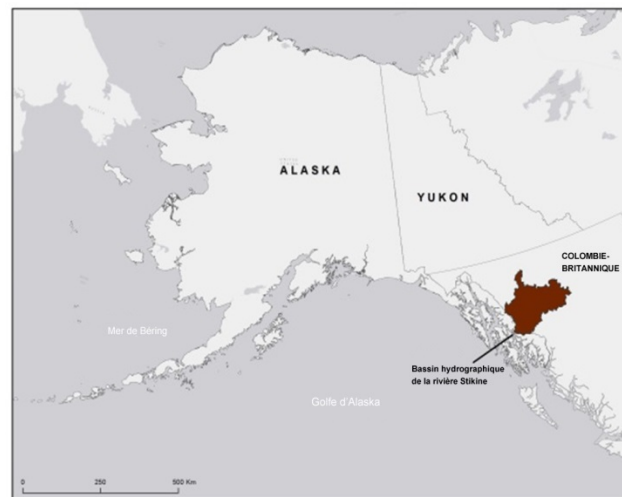 ALASKA
YUKON
COLOMBIE-
BRITANNIQUE
Mer de Béring
Bassin hydrographique
de la rivière Stikine
Golfe d'Alaska
0 250 500 Km